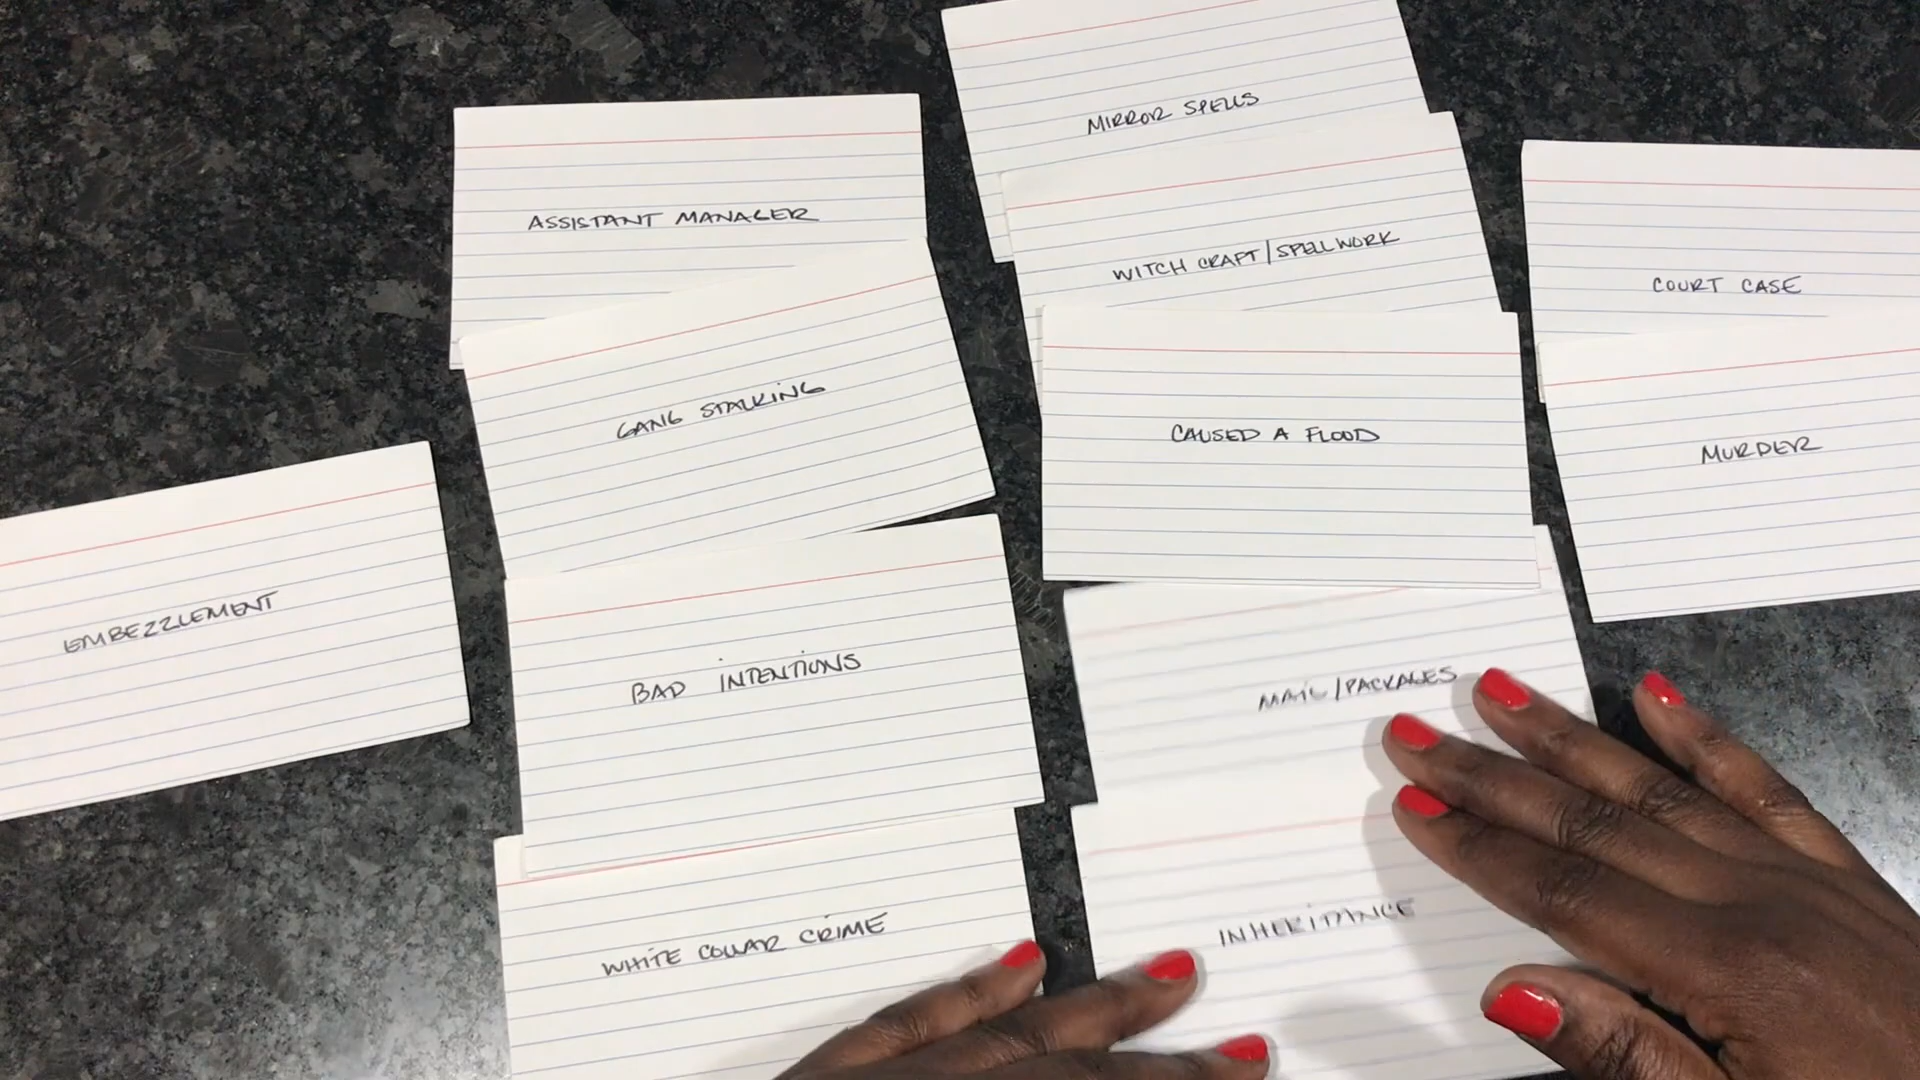 MIRROR SPELLS
ASSISTANT MANAGER
WITCH CRAFT/SPELLWORK
COURT CASE
GANG STALKING
CAUSED A FLOOD
MURDER
EMBEZZLEMENT
BAD INTENTIONS
MAIL/PACKAGES
WHITE COLLAR CRIME
INHERITANCE